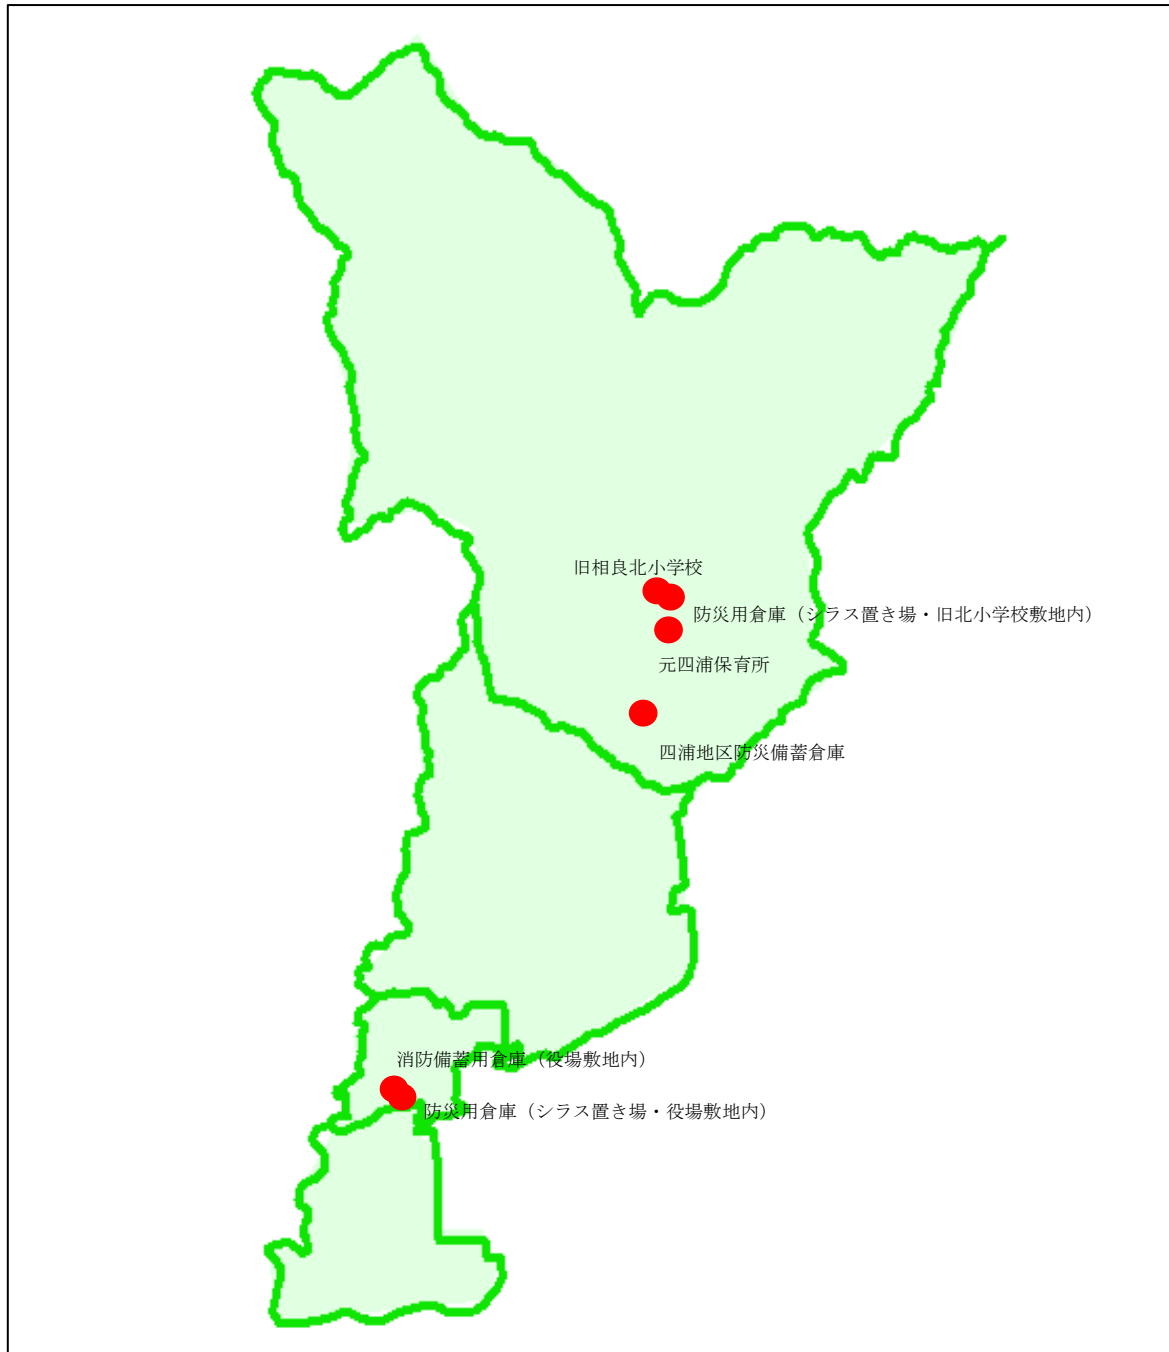 旧相良北小学校
防災用倉庫（シラス置き場・旧北小学校敷地内）
元四浦保育所
四浦地区防災備蓄倉庫
消防備蓄用倉庫（役場敷地内）
防災用倉庫（シラス置き場・役場敷地内）